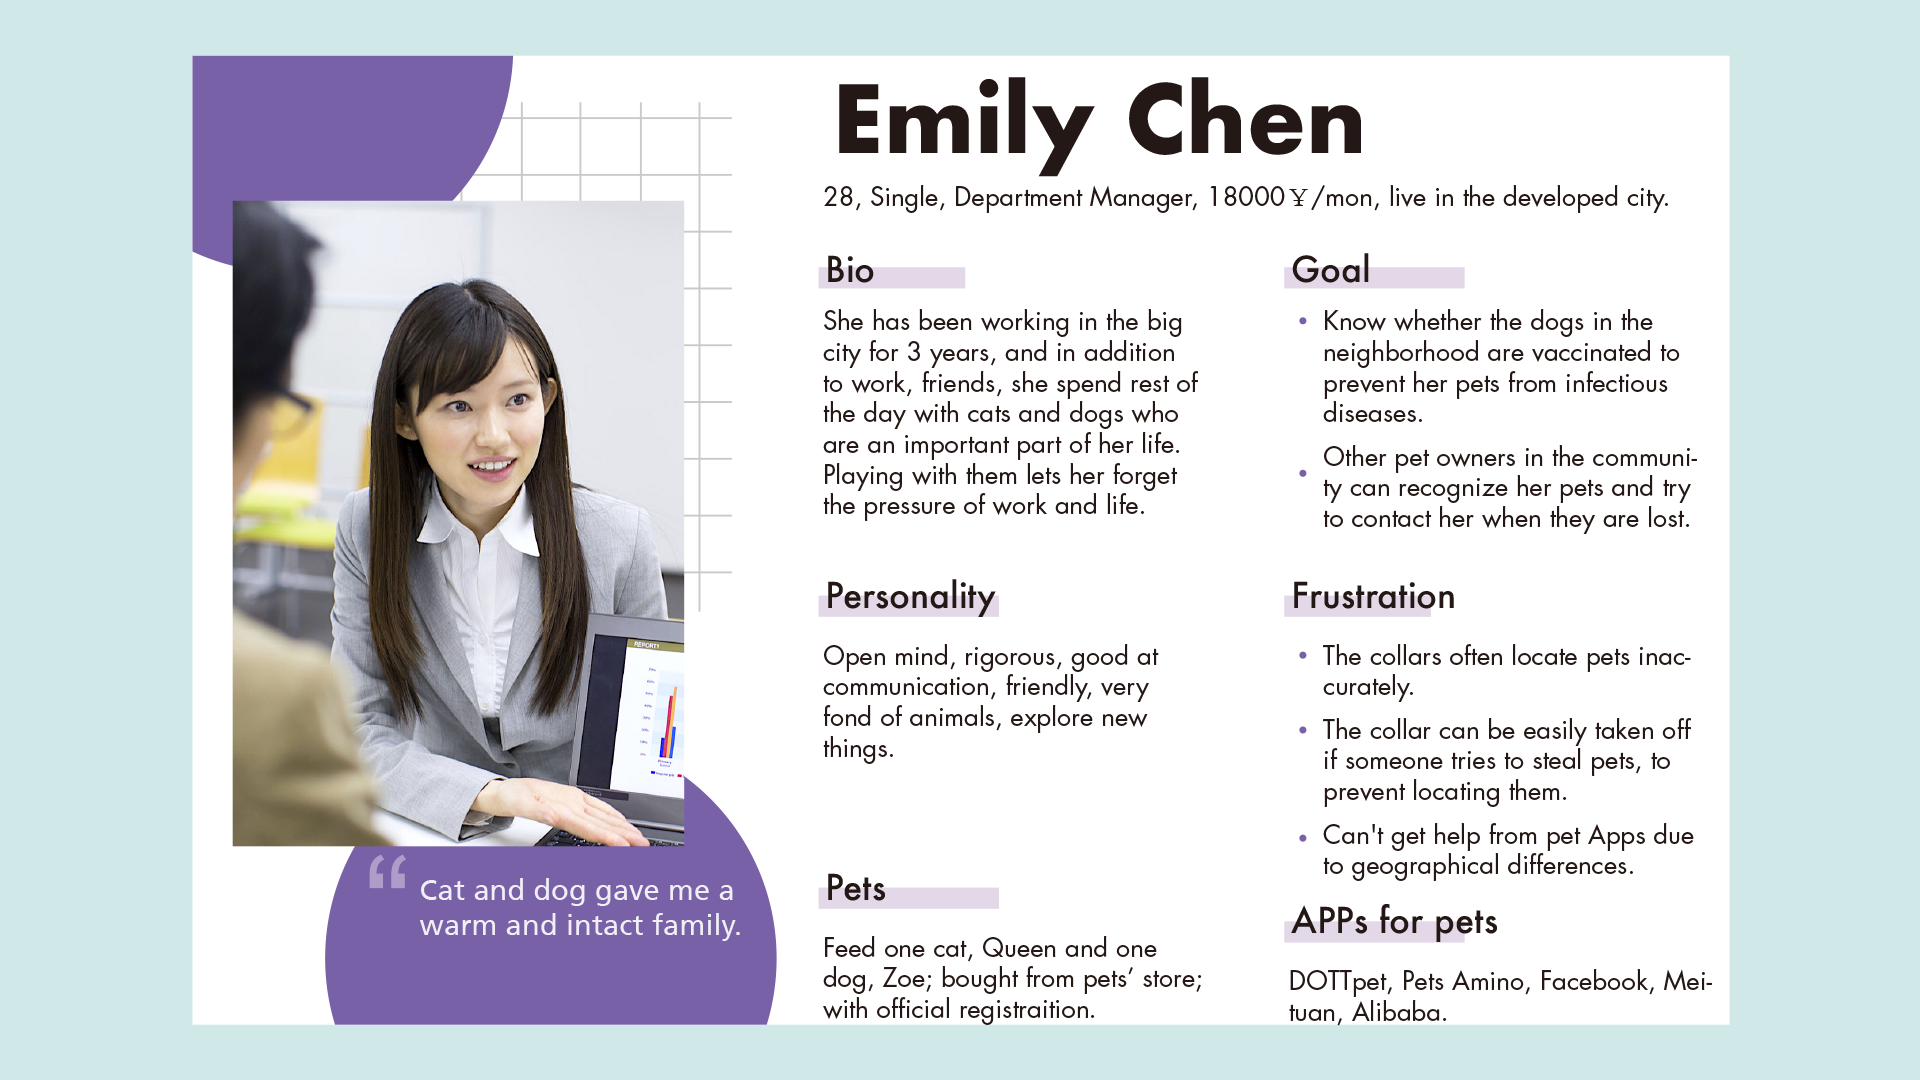 Emily Chen
28, Single, Department Manager, 18000¥/mon, live in the developed city.
Bio
She has been working in the big
city for 3 years, and in addition
to work, friends, she spend rest of
the day with cats and dogs who
are an important part of her life.
Playing with them lets her forget
the pressure of work and life.
Personality
Open mind, rigorous, good at
communication, friendly, very
fond of animals, explore new
things.
Pets
Feed one cat, Queen and one
dog, Zoe; bought from pets’ store;
with official registraition.
Goal
• Know whether the dogs in the
neighborhood are vaccinated to
prevent her pets from infectious
diseases.
• Other pet owners in the communi-
ty can recognize her pets and try
to contact her when they are lost.
Frustration
• The collars often locate pets inac-
curately.
• The collar can be easily taken off
if someone tries to steal pets, to
prevent locating them.
• Can't get help from pet Apps due
to geographical differences.
APPs for pets
DOTTpet, Pets Amino, Facebook, Mei-
tuan, Alibaba.
REPORT1
“ Cat and dog gave me a
warm and intact family.